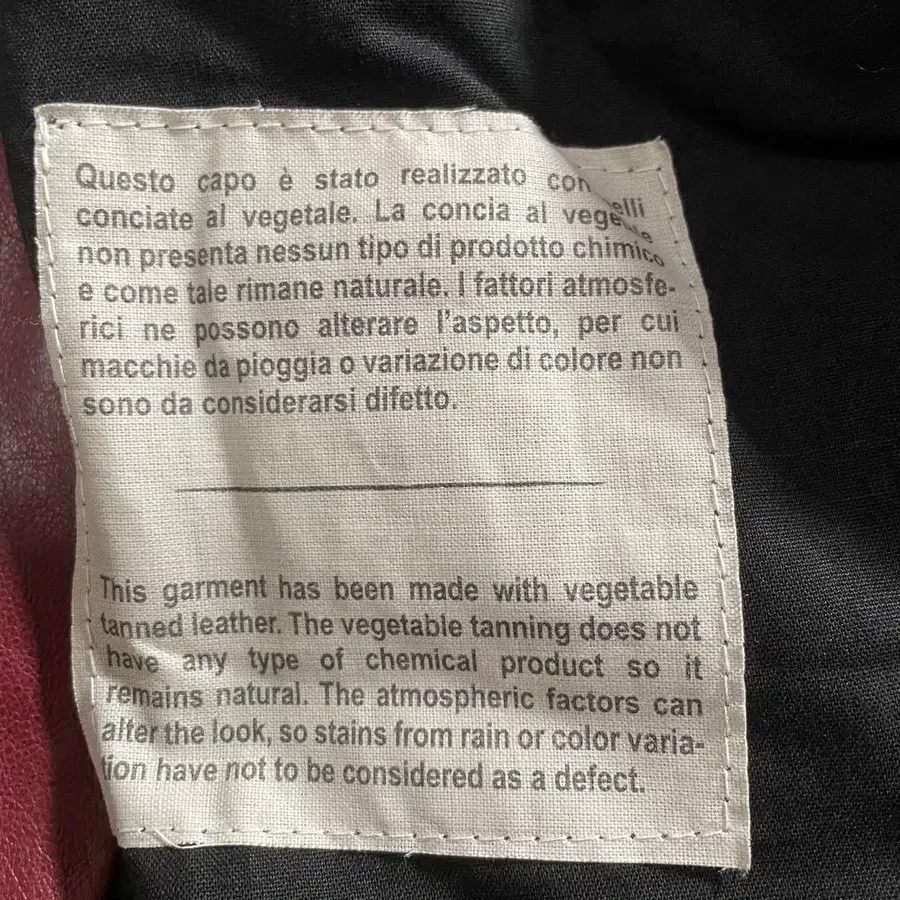 Questo capo è stato realizzato con pelli
conciate al vegetale. La concia al vegetale
non presenta nessun tipo di prodotto chimico
e come tale rimane naturale. I fattori atmosfe-
rici ne possono alterare l'aspetto, per cui
macchie da pioggia o variazione di colore non
sono da considerarsi difetto.
This garment has been made with vegetable
tanned leather. The vegetable tanning does not
have any type of chemical product so it
remains natural. The atmospheric factors can
alter the look, so stains from rain or color varia-
tion have not to be considered as a defect.